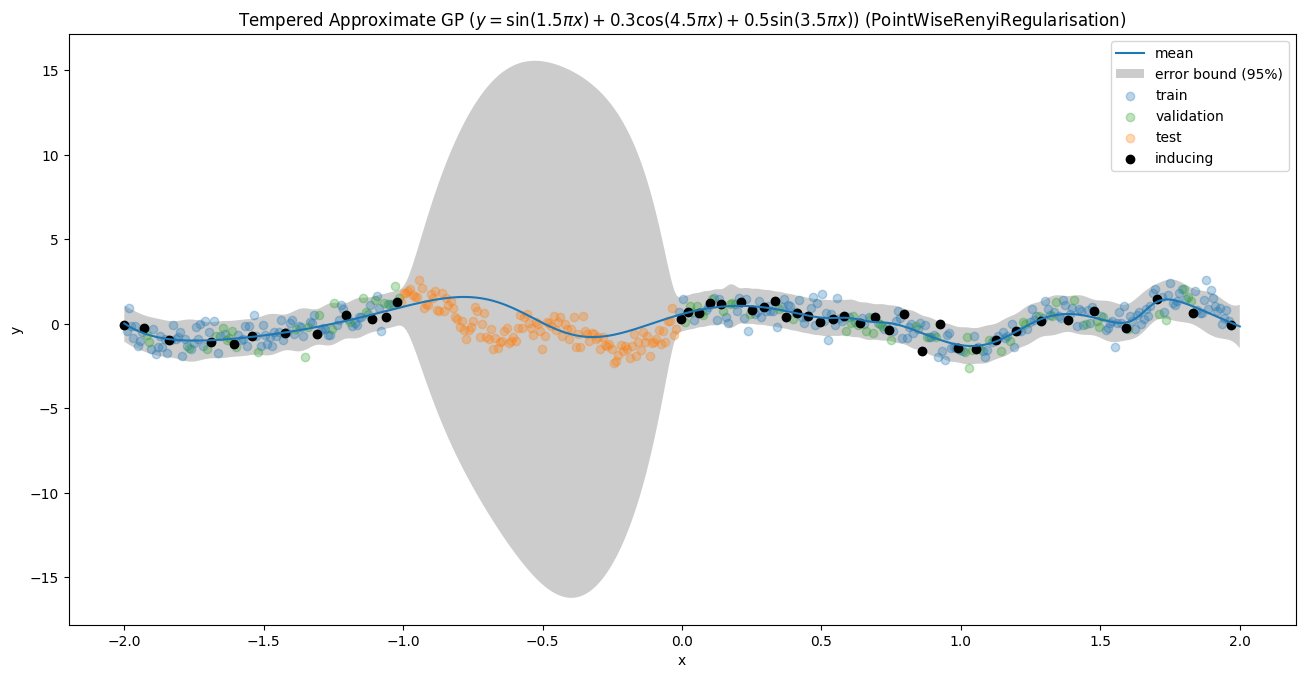 Tempered Approximate GP (y = sin(1.5πx) + 0.3cos(4.5πx) + 0.5sin(3.5πx)) (PointWiseRenyiRegularisation)
mean
error bound (95%)
train
validation
test
inducing
15
10
5
0
−5
−10
−15
y
−2.0 −1.5 −1.0 −0.5 0.0 0.5 1.0 1.5 2.0
x